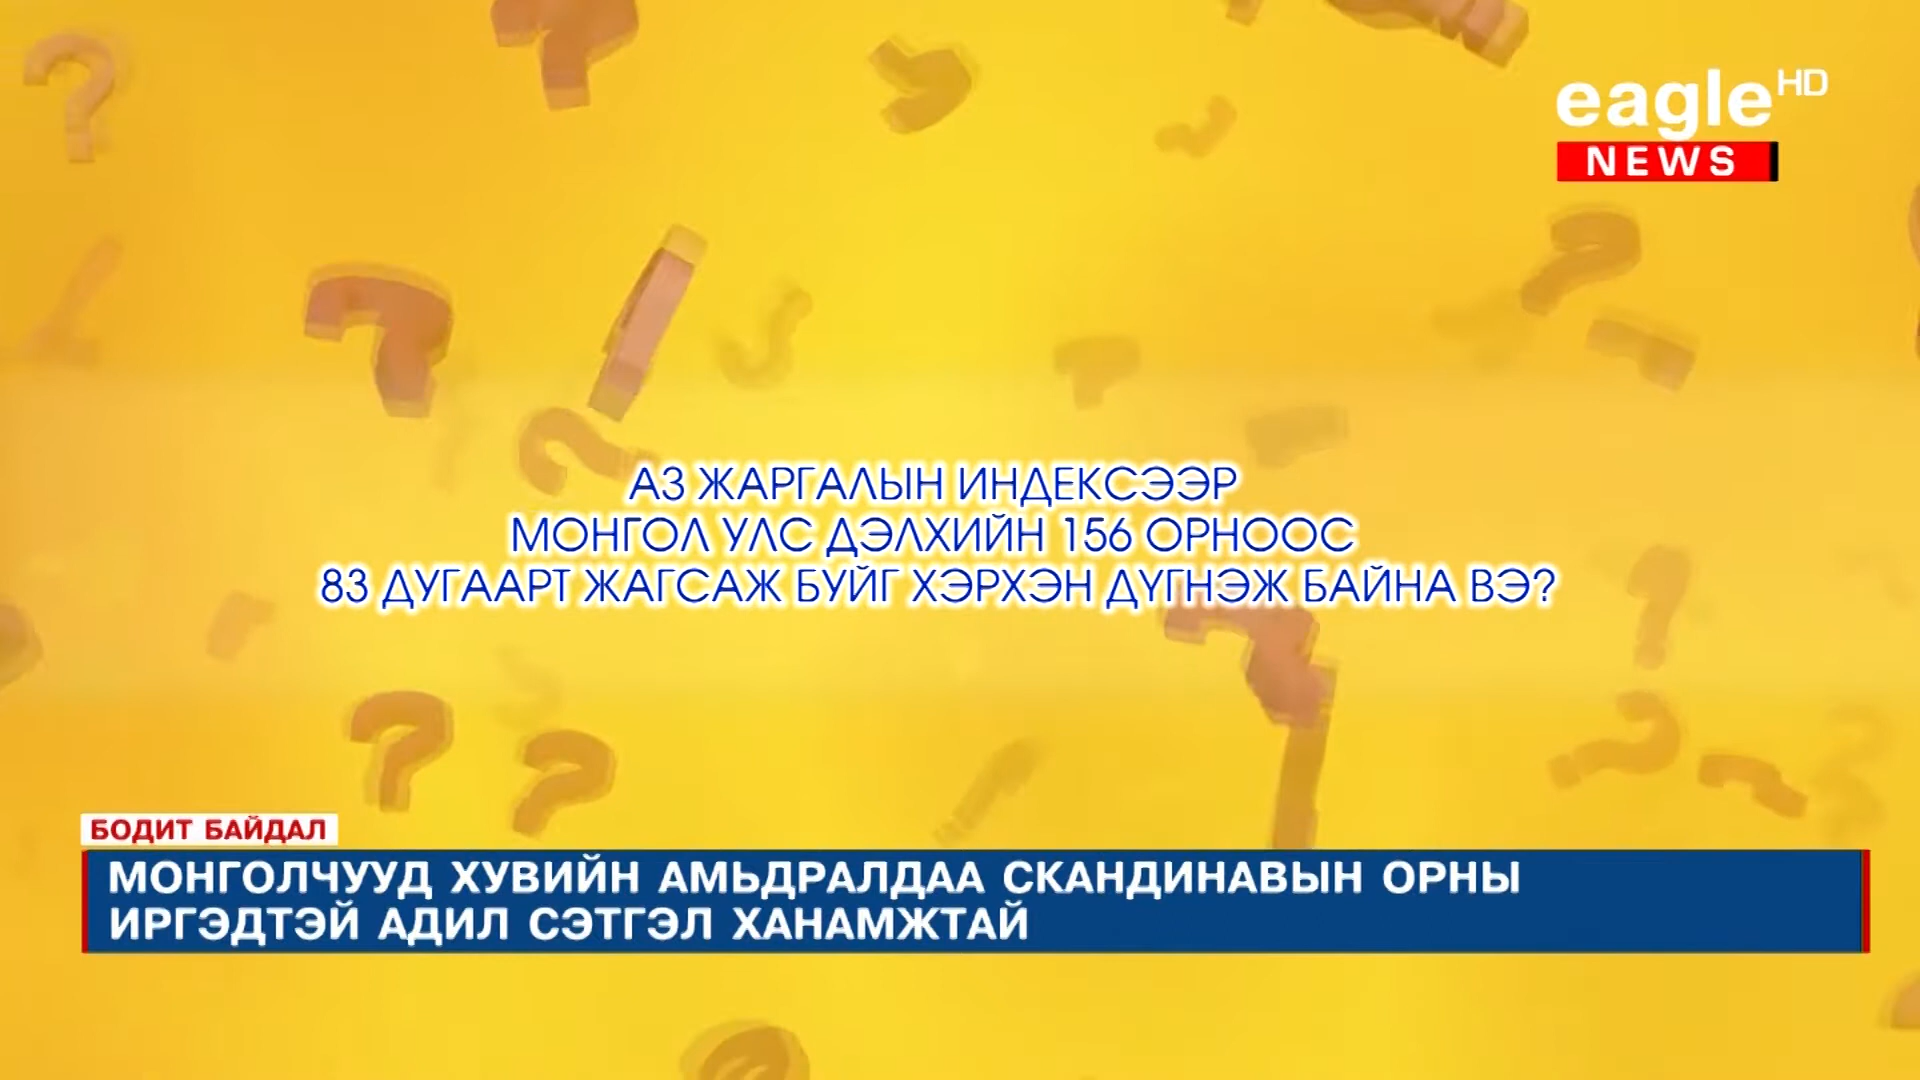 eagle HD
NEWS
АЗ ЖАРГАЛЫН ИНДЕКСЭЭР
МОНГОЛ УЛС ДЭЛХИЙН 156 ОРНООС
83 ДУГААРТ ЖАГСАЖ БУЙГ ХЭРХЭН ДҮГНЭЖ БАЙНА ВЭ?
БОДИТ БАЙДАЛ
МОНГОЛЧУУД ХУВИЙН АМЬДРАЛДАА СКАНДИНАВЫН ОРНЫ
ИРГЭДТЭЙ АДИЛ СЭТГЭЛ ХАНАМЖТАЙ